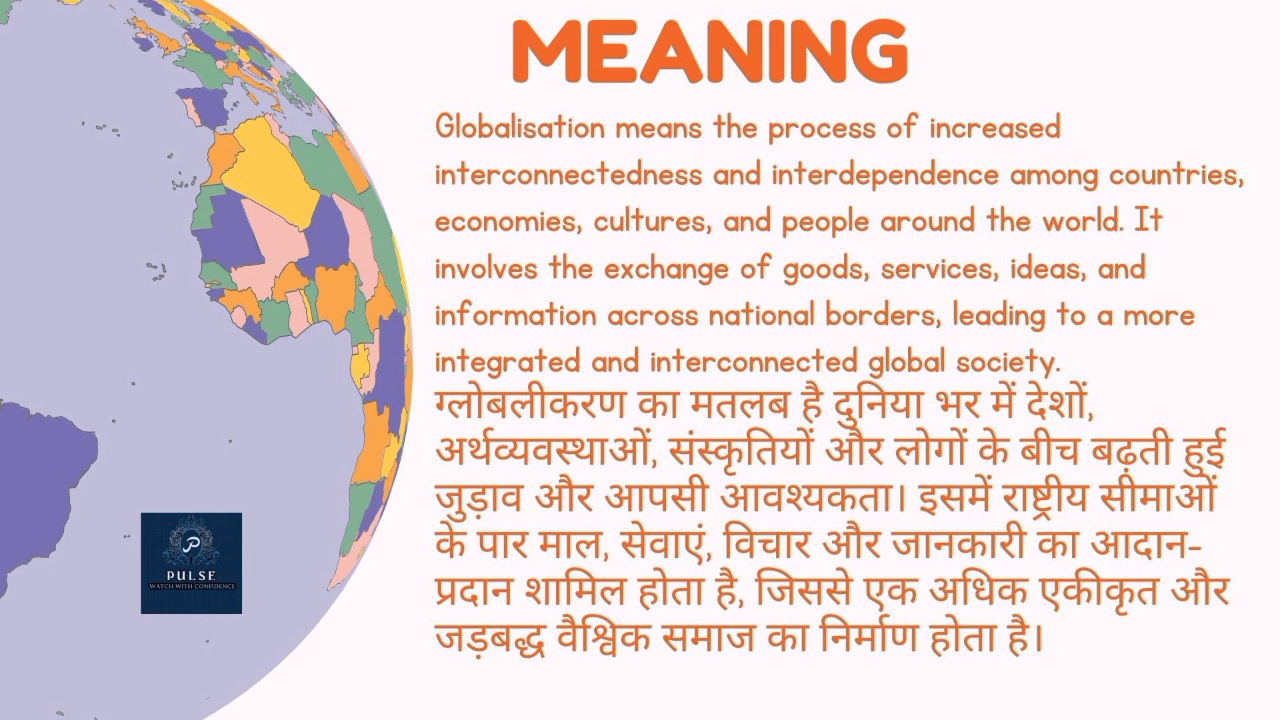 MEANING
Globalisation means the process of increased
interconnectedness and interdependence among countries,
economies, cultures, and people around the world. It
involves the exchange of goods, services, ideas, and
information across national borders, leading to a more
integrated and interconnected global society.
ग्लोबलीकरण का मतलब है दुनिया भर में देशों,
अर्थव्यवस्थाओं, संस्कृतियों और लोगों के बीच बढ़ती हुई
जुड़ाव और आपसी आवश्यकता। इसमें राष्ट्रीय सीमाओं
के पार माल, सेवाएं, विचार और जानकारी का आदान-
प्रदान शामिल होता है, जिससे एक अधिक एकीकृत और
जड़बद्ध वैश्विक समाज का निर्माण होता है।
P
PULSE
WATCH WITH CONFIDENCE